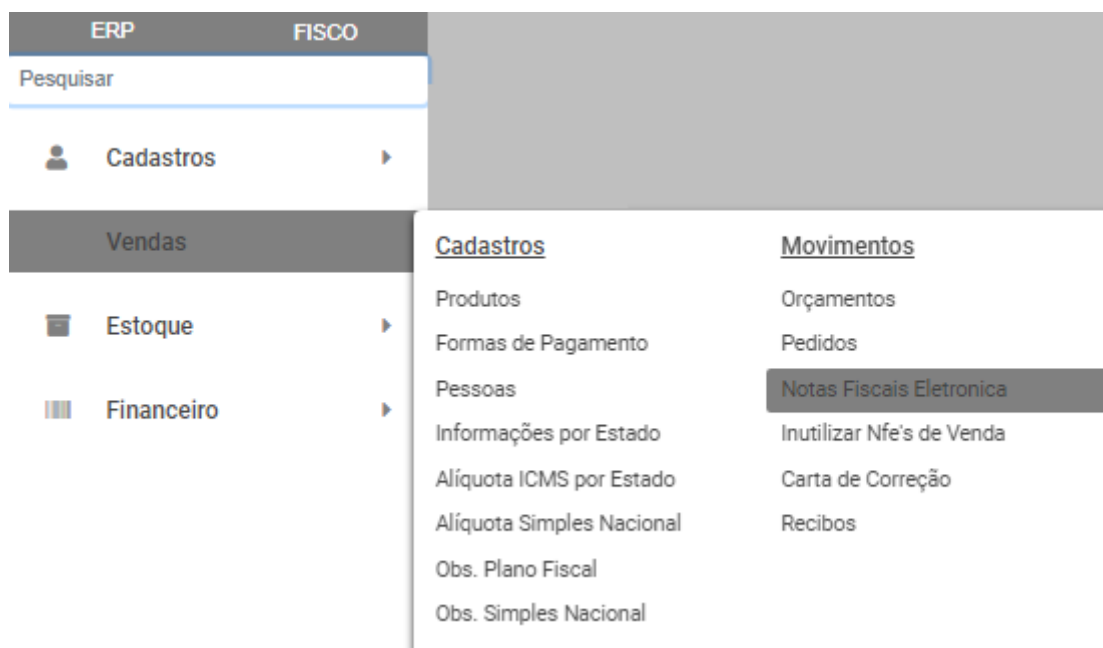 ERP FISCO
Pesquisar
Cadastros
Vendas
Estoque
Financeiro
Cadastros
Produtos
Formas de Pagamento
Pessoas
Informações por Estado
Alíquota ICMS por Estado
Alíquota Simples Nacional
Obs. Plano Fiscal
Obs. Simples Nacional
Movimentos
Orçamentos
Pedidos
Notas Fiscais Eletronica
Inutilizar Nfe's de Venda
Carta de Correção
Recibos